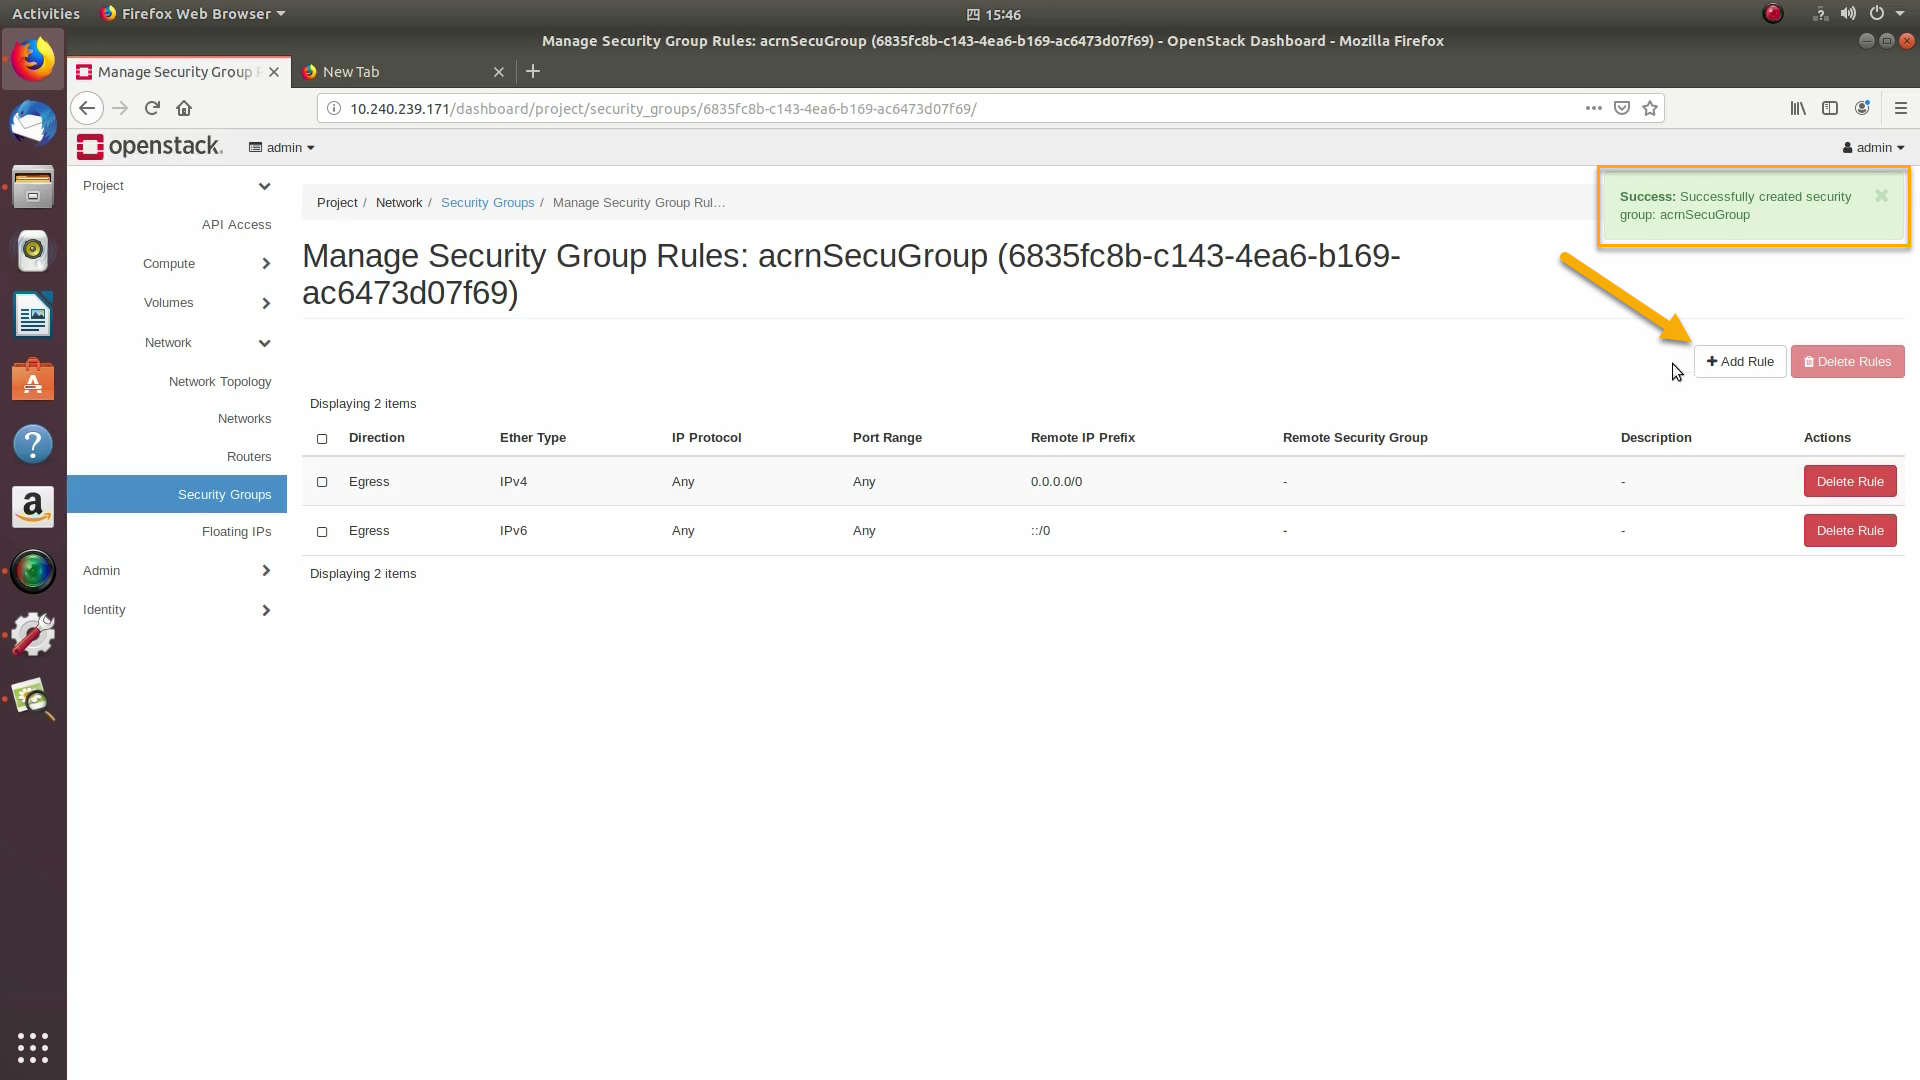 Activities Firefox Web Browser 四 15:46
Manage Security Group Rules: acrnSecuGroup (6835fc8b-c143-4ea6-b169-ac6473d07f69) - OpenStack Dashboard - Mozilla Firefox
Manage Security Group R New Tab
10.240.239.171/dashboard/project/security_groups/6835fc8b-c143-4ea6-b169-ac6473d07f69/
openstack. admin admin
Project
API Access
Compute
Volumes
Network
Network Topology
Networks
Routers
Security Groups
Floating IPs
Admin
Identity
Project / Network / Security Groups / Manage Security Group Rul...
Success: Successfully created security
group: acrnSecuGroup
Manage Security Group Rules: acrnSecuGroup (6835fc8b-c143-4ea6-b169-
ac6473d07f69)
Add Rule Delete Rules
Displaying 2 items
Direction Ether Type IP Protocol Port Range Remote IP Prefix Remote Security Group Description Actions
Egress IPv4 Any Any 0.0.0.0/0 - - Delete Rule
Egress IPv6 Any Any ::/0 - - Delete Rule
Displaying 2 items